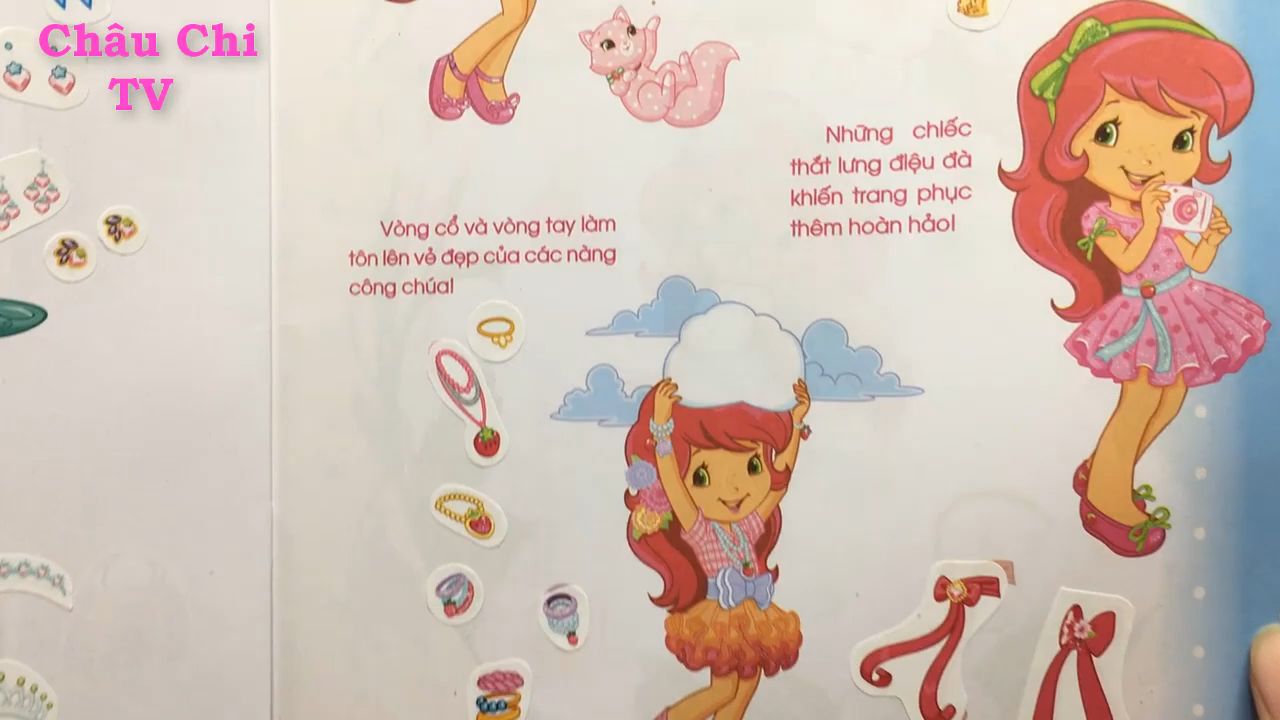 Châu Chi
TV
Những chiếc
thắt lưng điệu đà
khiến trang phục
thêm hoàn hảo!
Vòng cổ và vòng tay làm
tôn lên vẻ đẹp của các nàng
công chúa!